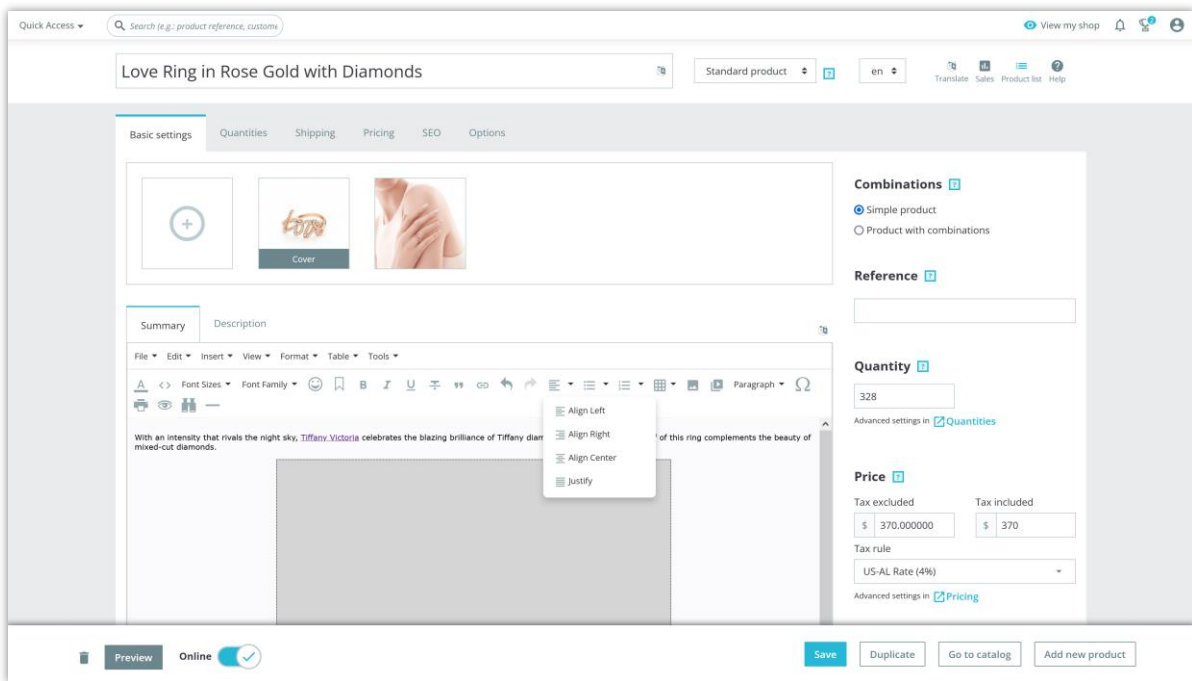 Quick Access
Search (e.g.: product reference, custome
View my shop
2
Love Ring in Rose Gold with Diamonds
Standard product
?
en
Translate Sales Product list Help
Basic settings Quantities Shipping Pricing SEO Options
Cover
Combinations ?
Simple product
Product with combinations
Reference ?
Summary Description
File Edit Insert View Format Table Tools
A <> Font Sizes Font Family B I U Paragraph Ω
Align Left
Align Right
Align Center
Justify
With an intensity that rivals the night sky, Tiffany Victoria celebrates the blazing brilliance of Tiffany diam of this ring complements the beauty of
mixed-cut diamonds.
Quantity ?
328
Advanced settings in Quantities
Price ?
Tax excluded Tax included
$ 370.000000 $ 370
Tax rule
US-AL Rate (4%)
Advanced settings in Pricing
Preview Online Save Duplicate Go to catalog Add new product